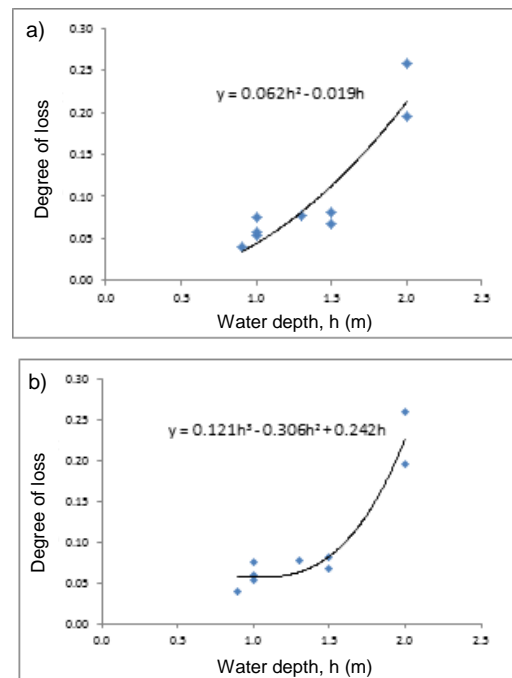 a)
Degree of loss
0.30
0.25
0.20
0.15
0.10
0.05
0.00
y = 0.062h² - 0.019h
0.0 0.5 1.0 1.5 2.0 2.5
Water depth, h (m)
b)
Degree of loss
0.30
0.25
0.20
0.15
0.10
0.05
0.00
y = 0.121h³ - 0.306h² + 0.242h
0.0 0.5 1.0 1.5 2.0 2.5
Water depth, h (m)